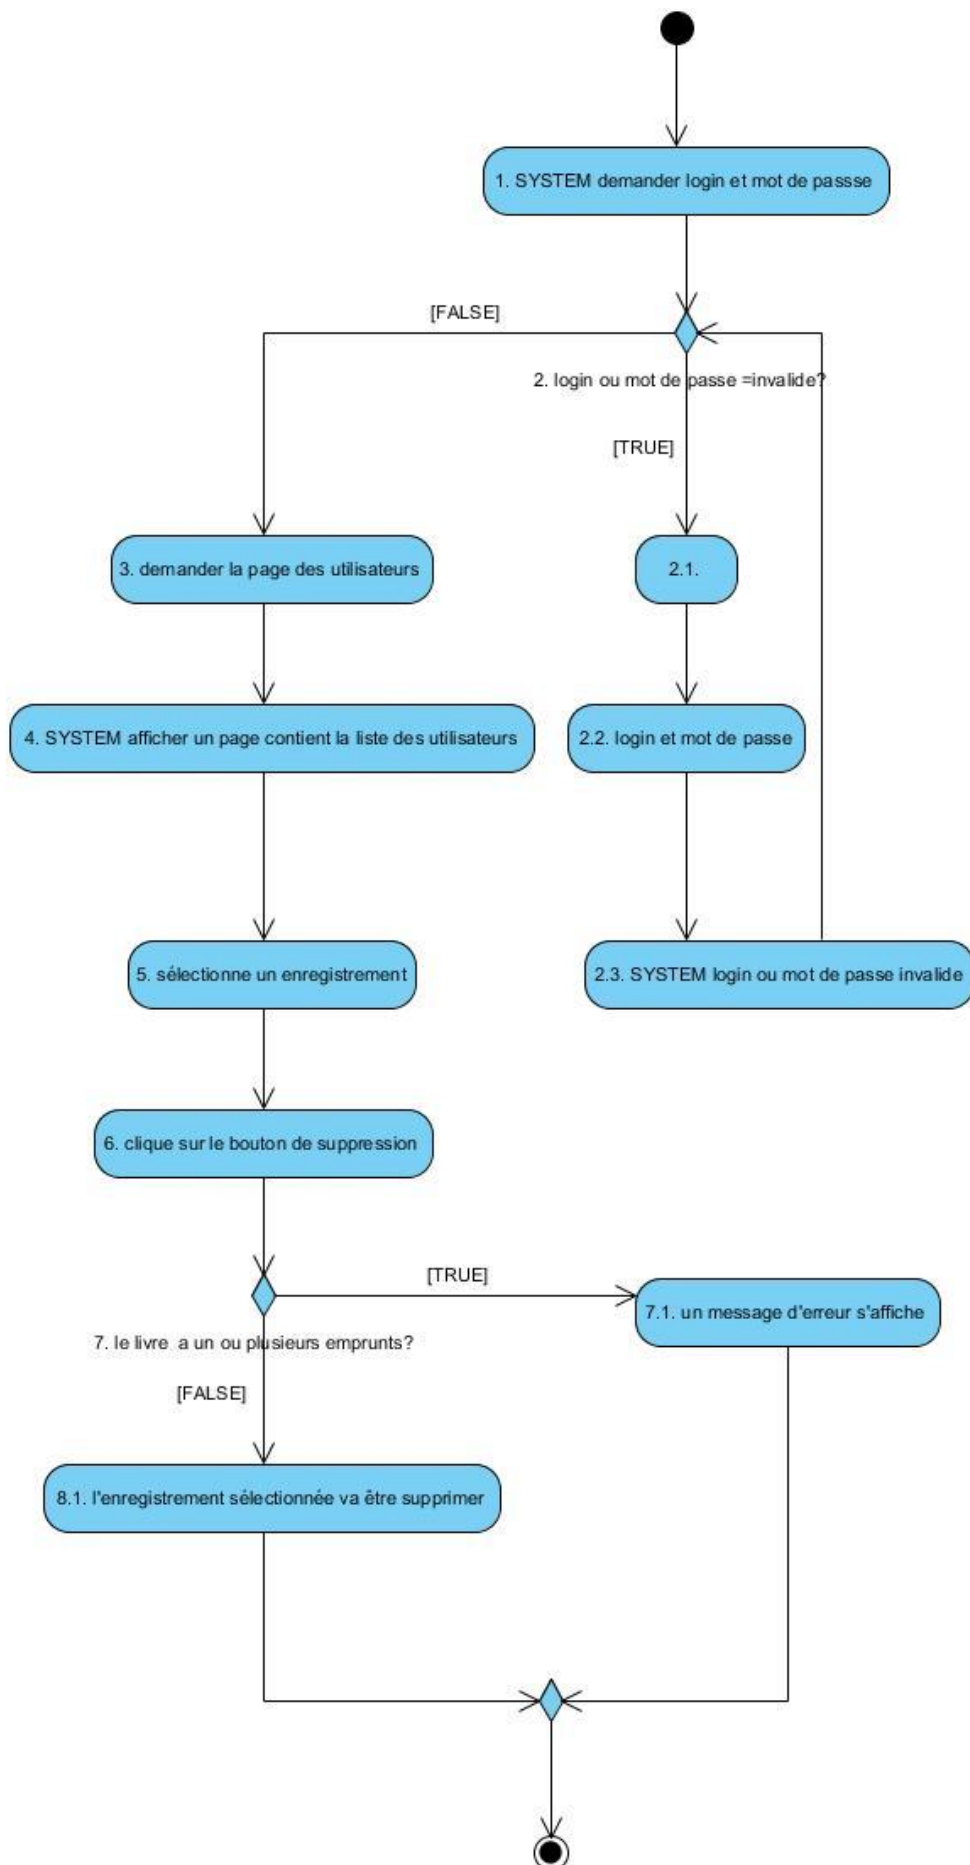 1. SYSTEM demander login et mot de passse
[FALSE]
2. login ou mot de passe =invalide?
[TRUE]
3. demander la page des utilisateurs
2.1.
4. SYSTEM afficher un page contient la liste des utilisateurs
2.2. login et mot de passe
5. sélectionne un enregistrement
2.3. SYSTEM login ou mot de passe invalide
6. clique sur le bouton de suppression
[TRUE]
7.1. un message d'erreur s'affiche
7. le livre a un ou plusieurs emprunts?
[FALSE]
8.1. l'enregistrement sélectionnée va être supprimer